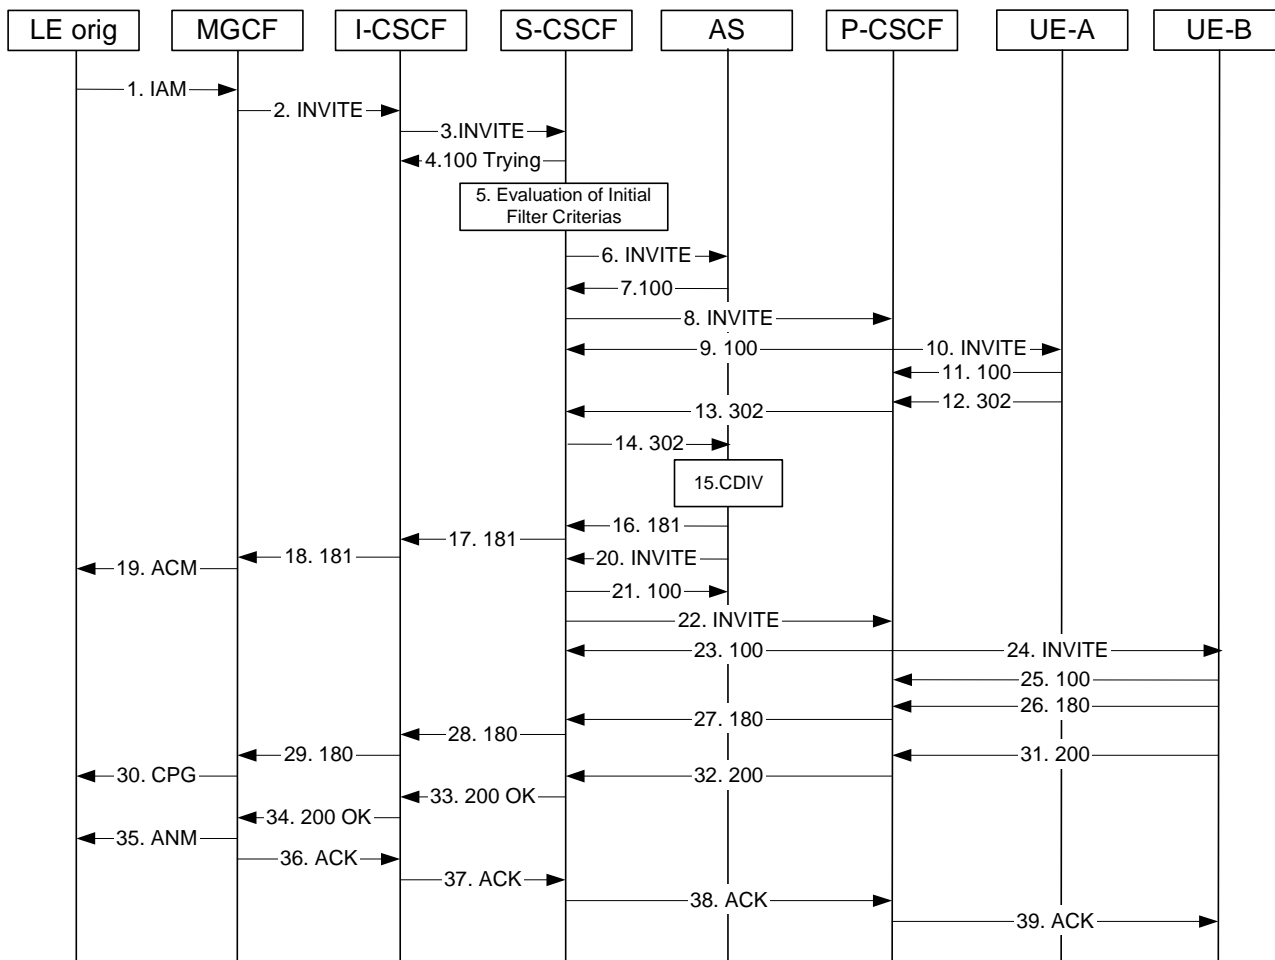 LE orig
MGCF
I-CSCF
S-CSCF
AS
P-CSCF
UE-A
UE-B
1. IAM
2. INVITE
3.INVITE
4.100 Trying
5. Evaluation of Initial
Filter Criterias
6. INVITE
7.100
8. INVITE
9. 100
10. INVITE
11. 100
12. 302
13. 302
14. 302
15.CDIV
16. 181
17. 181
18. 181
19. ACM
20. INVITE
21. 100
22. INVITE
23. 100
24. INVITE
25. 100
26. 180
27. 180
28. 180
29. 180
30. CPG
31. 200
32. 200
33. 200 OK
34. 200 OK
35. ANM
36. ACK
37. ACK
38. ACK
39. ACK